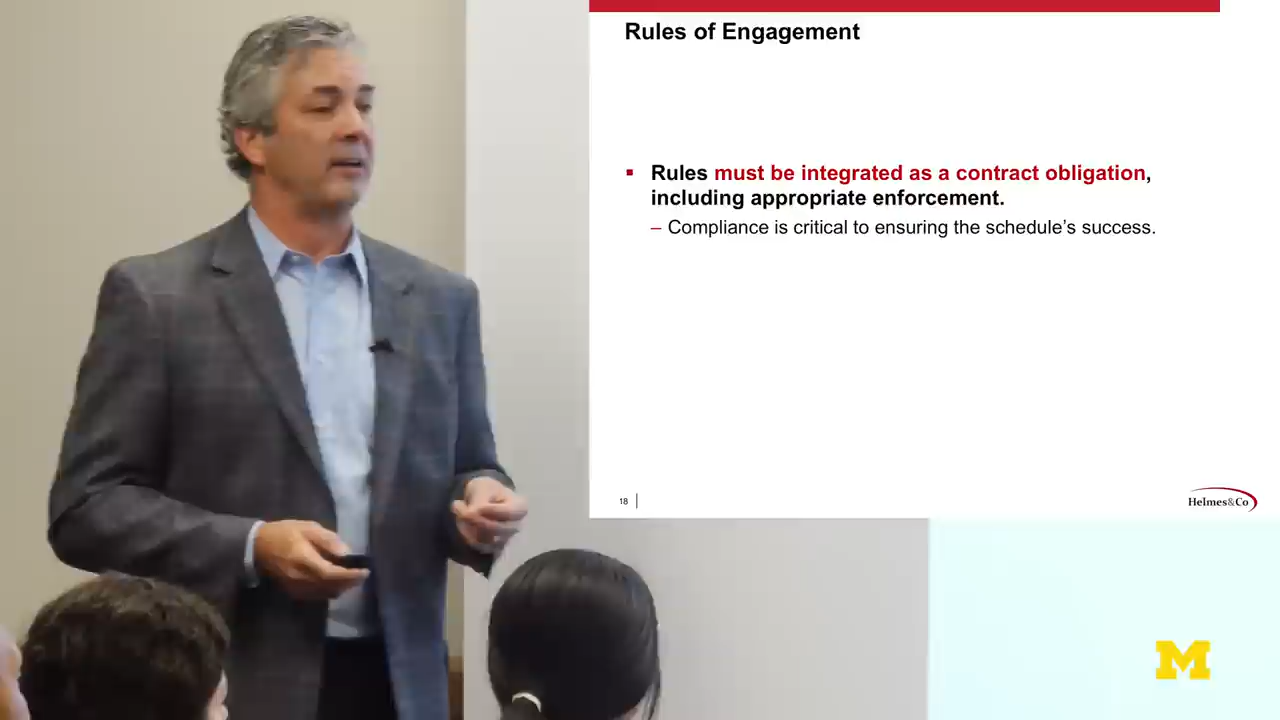 Rules of Engagement
▪ Rules must be integrated as a contract obligation,
including appropriate enforcement.
– Compliance is critical to ensuring the schedule’s success.
18
Helmes&Co
M